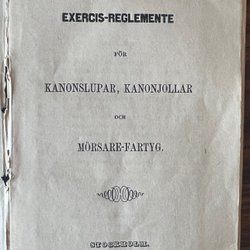 EXERCIS-REGLEMENTE
FÖR
KANONSLUPAR, KANONJOLLAR
OCH
MÖRSARE-FARTYG.
STOCKHOLM.